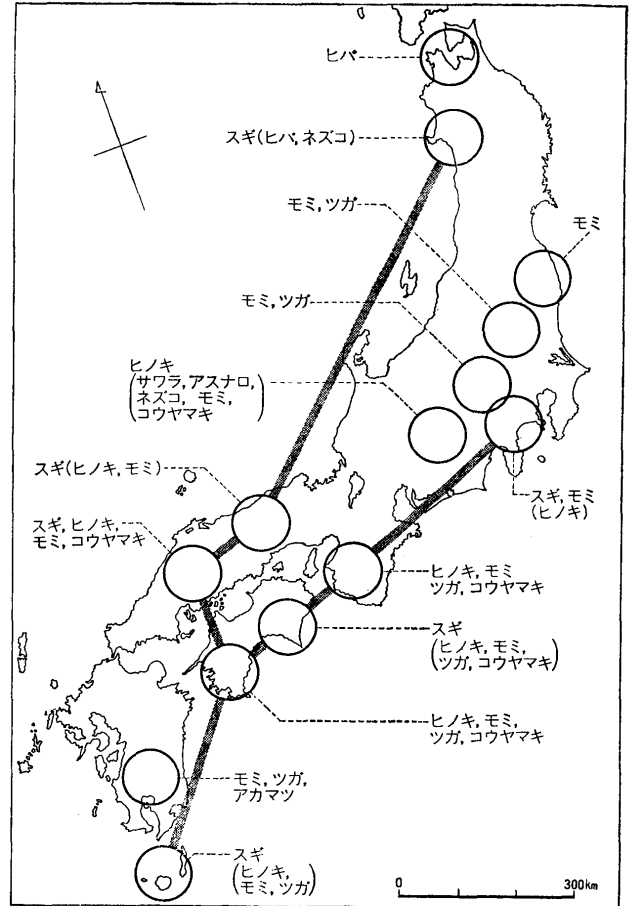 ヒバ
スギ(ヒバ,ネズコ)
モミ,ツガ
モミ
モミ,ツガ
ヒノキ
(サワラ,アスナロ,
ネズコ, モミ,
コウヤマキ)
スギ(ヒノキ,モミ)
スギ,モミ
(ヒノキ)
スギ,ヒノキ,
モミ,コウヤマキ
ヒノキ,モミ
ツガ,コウヤマキ
スギ
(ヒノキ,モミ,
ツガ,コウヤマキ)
ヒノキ,モミ,
ツガ,コウヤマキ
モミ,ツガ,
アカマツ
スギ
(ヒノキ,
モミ,ツガ)
0 300km